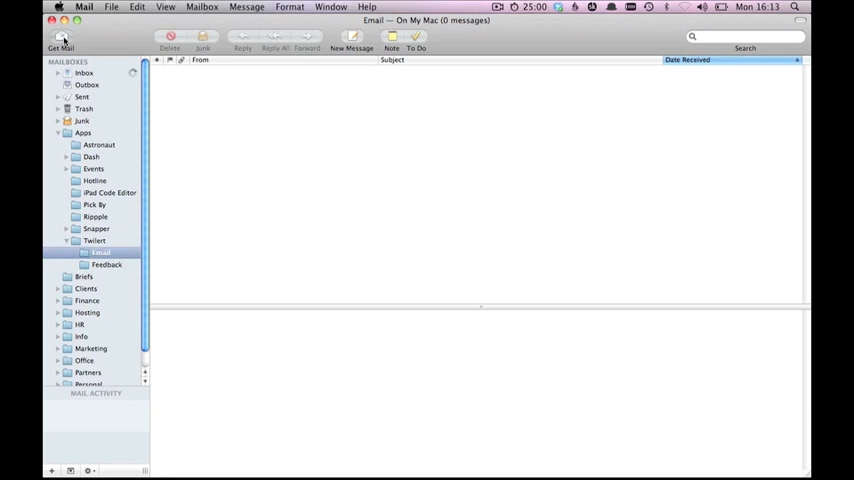 Mail File Edit View Mailbox Message Format Window Help 25:00 Mon 16:13
Email — On My Mac (0 messages)
Get Mail Delete Junk Reply Reply All Forward New Message Note To Do Search
MAILBOXES
From Subject Date Received
Inbox
Outbox
Sent
Trash
Junk
Apps
Astronaut
Dash
Events
Hotline
iPad Code Editor
Pick By
Rippple
Snapper
Twilert
Email
Feedback
Briefs
Clients
Finance
Hosting
HR
Info
Marketing
Office
Partners
Personal
MAIL ACTIVITY